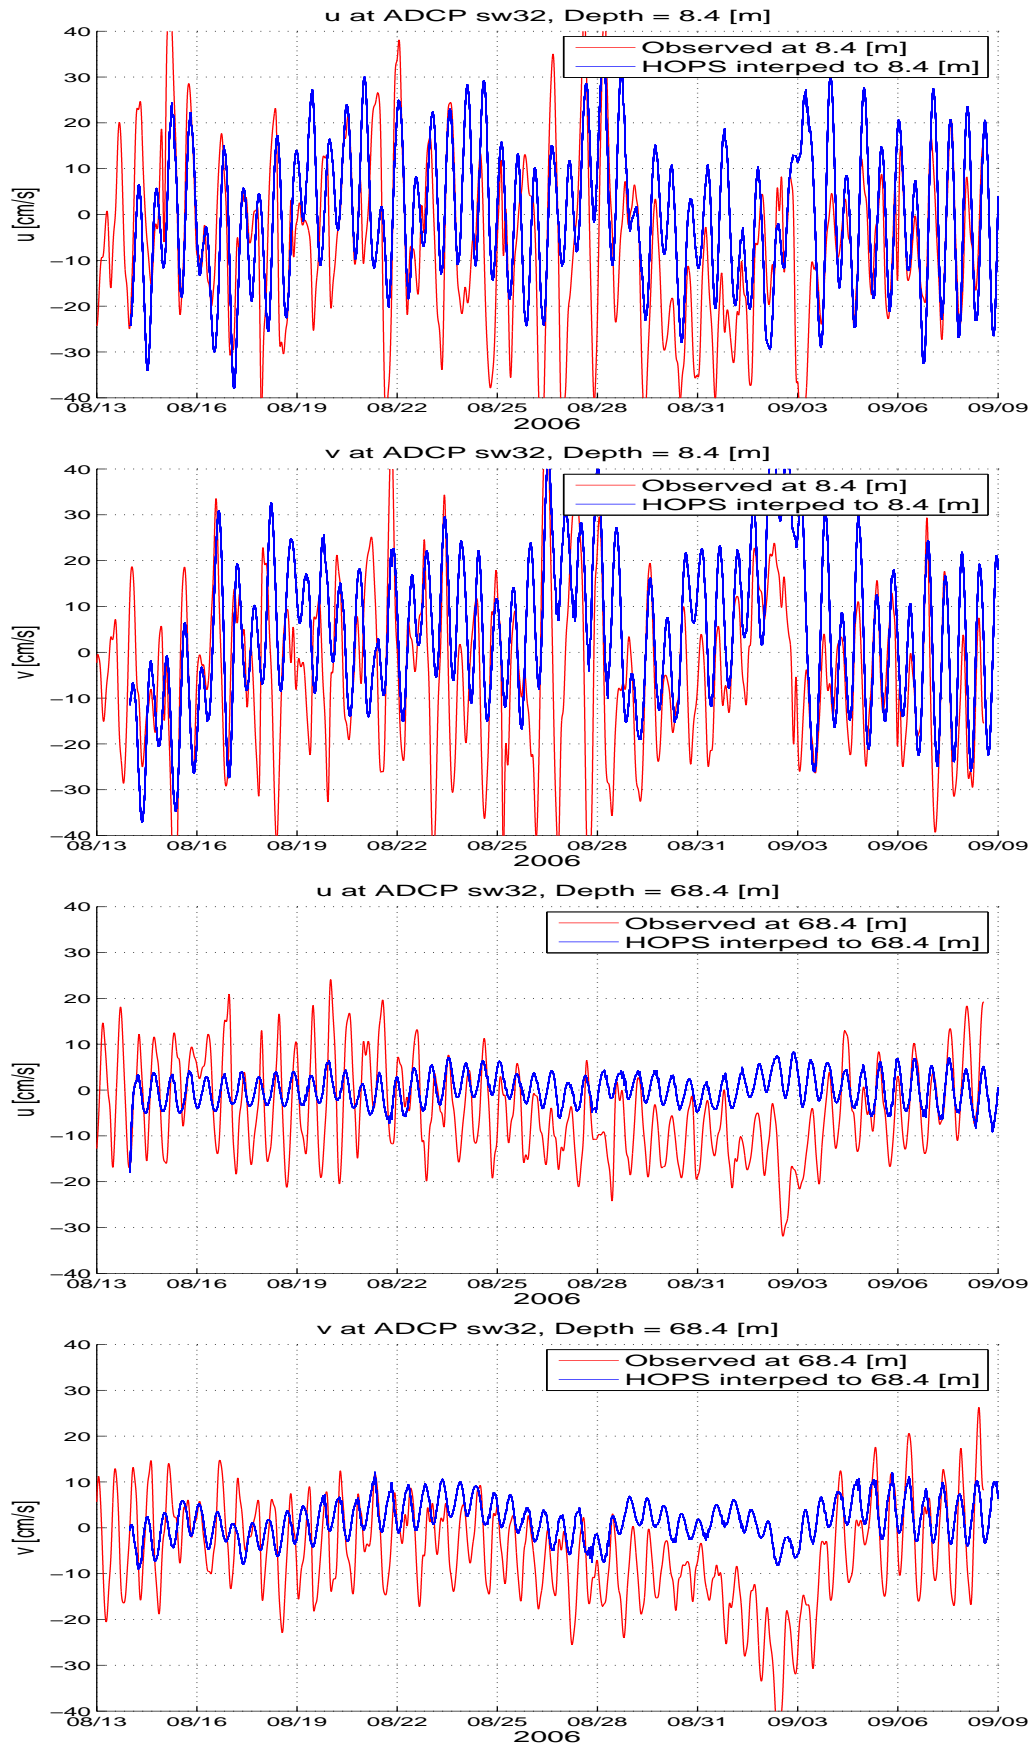 u at ADCP sw32, Depth = 8.4 [m]
Observed at 8.4 [m]
HOPS interped to 8.4 [m]
u [cm/s]
40
30
20
10
0
−10
−20
−30
−40
08/13 08/16 08/19 08/22 08/25 08/28 08/31 09/03 09/06 09/09
2006
v at ADCP sw32, Depth = 8.4 [m]
Observed at 8.4 [m]
HOPS interped to 8.4 [m]
v [cm/s]
40
30
20
10
0
−10
−20
−30
−40
08/13 08/16 08/19 08/22 08/25 08/28 08/31 09/03 09/06 09/09
2006
u at ADCP sw32, Depth = 68.4 [m]
Observed at 68.4 [m]
HOPS interped to 68.4 [m]
u [cm/s]
40
30
20
10
0
−10
−20
−30
−40
08/13 08/16 08/19 08/22 08/25 08/28 08/31 09/03 09/06 09/09
2006
v at ADCP sw32, Depth = 68.4 [m]
Observed at 68.4 [m]
HOPS interped to 68.4 [m]
v [cm/s]
40
30
20
10
0
−10
−20
−30
−40
08/13 08/16 08/19 08/22 08/25 08/28 08/31 09/03 09/06 09/09
2006